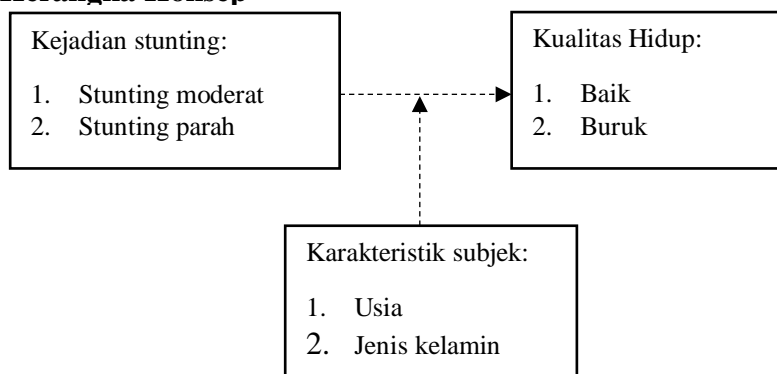 Kerangka Konsep
Kejadian stunting:
1. Stunting moderat
2. Stunting parah
Kualitas Hidup:
1. Baik
2. Buruk
Karakteristik subjek:
1. Usia
2. Jenis kelamin